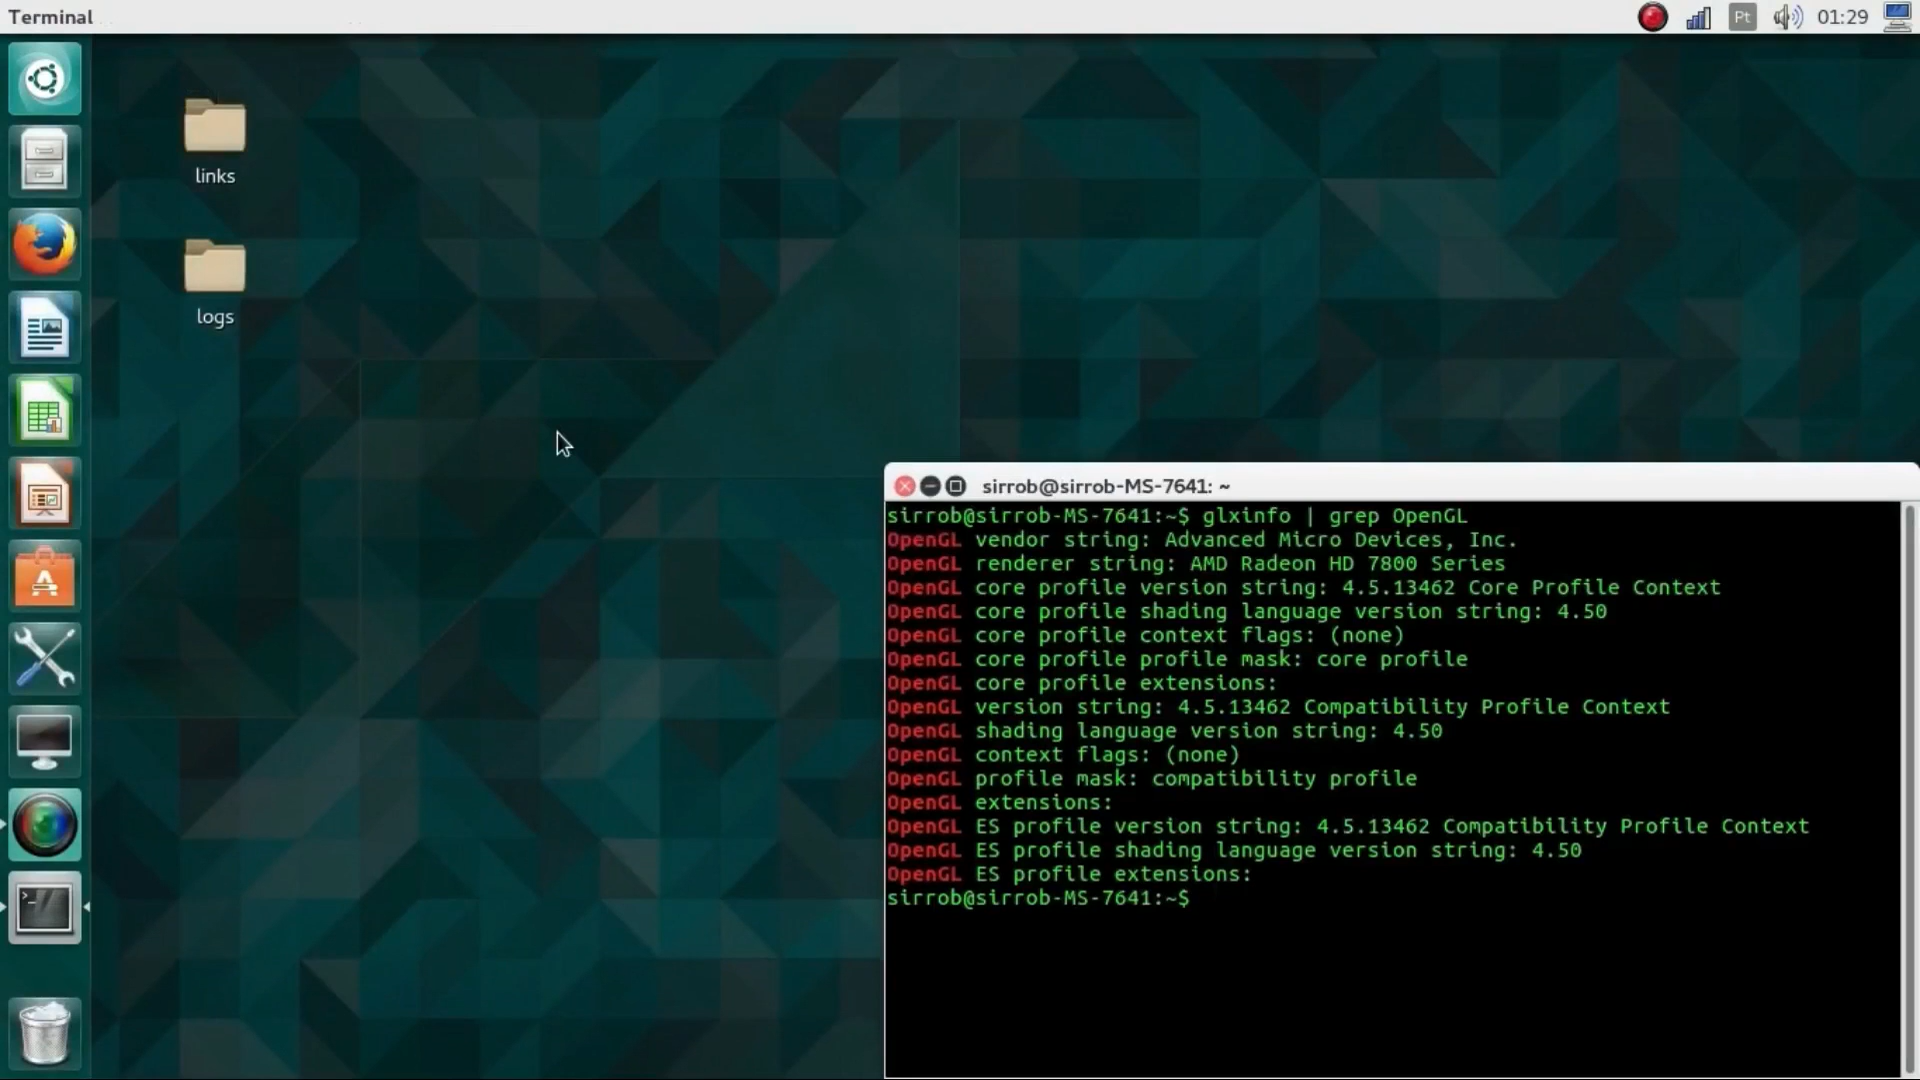 Terminal
Pt
01:29
links
logs
sirrob@sirrob-MS-7641: ~
sirrob@sirrob-MS-7641:~$ glxinfo | grep OpenGL
OpenGL vendor string: Advanced Micro Devices, Inc.
OpenGL renderer string: AMD Radeon HD 7800 Series
OpenGL core profile version string: 4.5.13462 Core Profile Context
OpenGL core profile shading language version string: 4.50
OpenGL core profile context flags: (none)
OpenGL core profile profile mask: core profile
OpenGL core profile extensions:
OpenGL version string: 4.5.13462 Compatibility Profile Context
OpenGL shading language version string: 4.50
OpenGL context flags: (none)
OpenGL profile mask: compatibility profile
OpenGL extensions:
OpenGL ES profile version string: 4.5.13462 Compatibility Profile Context
OpenGL ES profile shading language version string: 4.50
OpenGL ES profile extensions:
sirrob@sirrob-MS-7641:~$